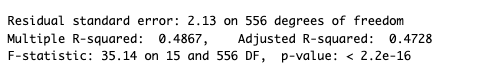 Residual standard error: 2.13 on 556 degrees of freedom
Multiple R-squared:  0.4867,    Adjusted R-squared:  0.4728
F-statistic: 35.14 on 15 and 556 DF,  p-value: < 2.2e-16